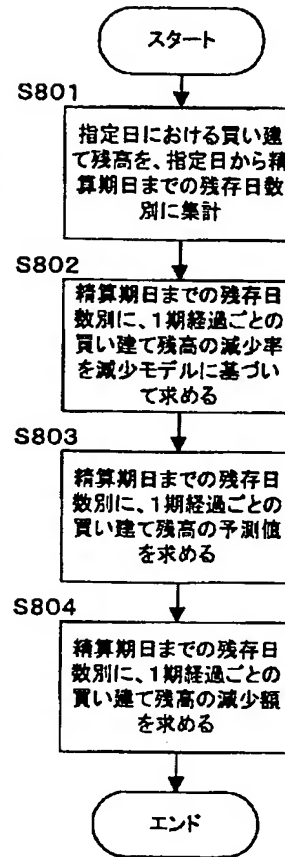 スタート
S801
指定日における買い建
て残高を、指定日から精
算期日までの残存日数
別に集計
S802
精算期日までの残存日
数別に、1期経過ごとの
買い建て残高の減少率
を減少モデルに基づい
て求める
S803
精算期日までの残存日
数別に、1期経過ごとの
買い建て残高の予測値
を求める
S804
精算期日までの残存日
数別に、1期経過ごとの
買い建て残高の減少額
を求める
エンド